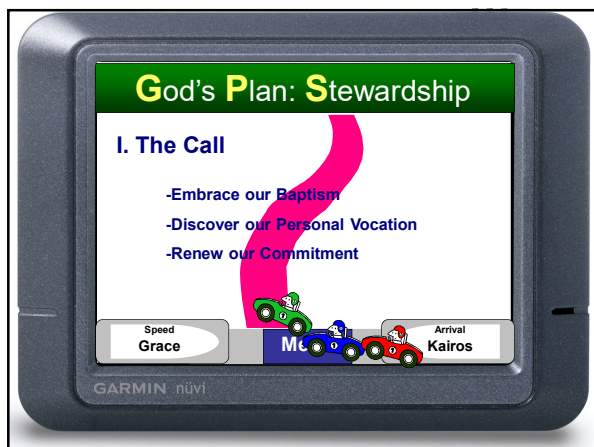 God's Plan: Stewardship
I. The Call
-Embrace our Baptism
-Discover our Personal Vocation
-Renew our Commitment
Speed
Grace
Arrival
Kairos
GARMIN nüvi